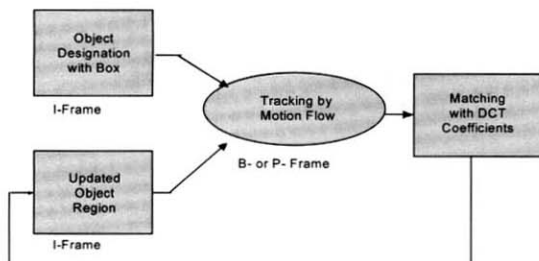 Object
Designation
with Box
I-Frame
Tracking by
Motion Flow
B- or P- Frame
Matching
with DCT
Coefficients
Updated
Object
Region
I-Frame